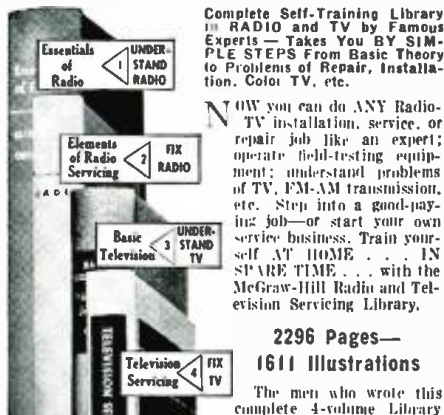 Essentials
of
Radio
1
UNDER-
STAND
RADIO
Elements
of Radio
Servicing
2
FIX
RADIO
Basic
Television
3
UNDER-
STAND
TV
Television
Servicing
4
FIX
TV
Complete Self-Training Library
in RADIO and TV by Famous
Experts — Takes You BY SIM-
PLE STEPS From Basic Theory
to Problems of Repair, Installa-
tion, Color TV, etc.
NOW you can do ANY Radio-
TV installation, service, or
repair job like an expert;
operate field-testing equip-
ment; understand problems
of TV, FM-AM transmission,
etc. Step into a good-pay-
ing job—or start your own
service business. Train your-
self AT HOME . . . IN
SPARE TIME . . . with the
McGraw-Hill Radio and Tel-
evision Servicing Library.
2296 Pages—
1611 Illustrations
The men who wrote this
complete 4-volume Library